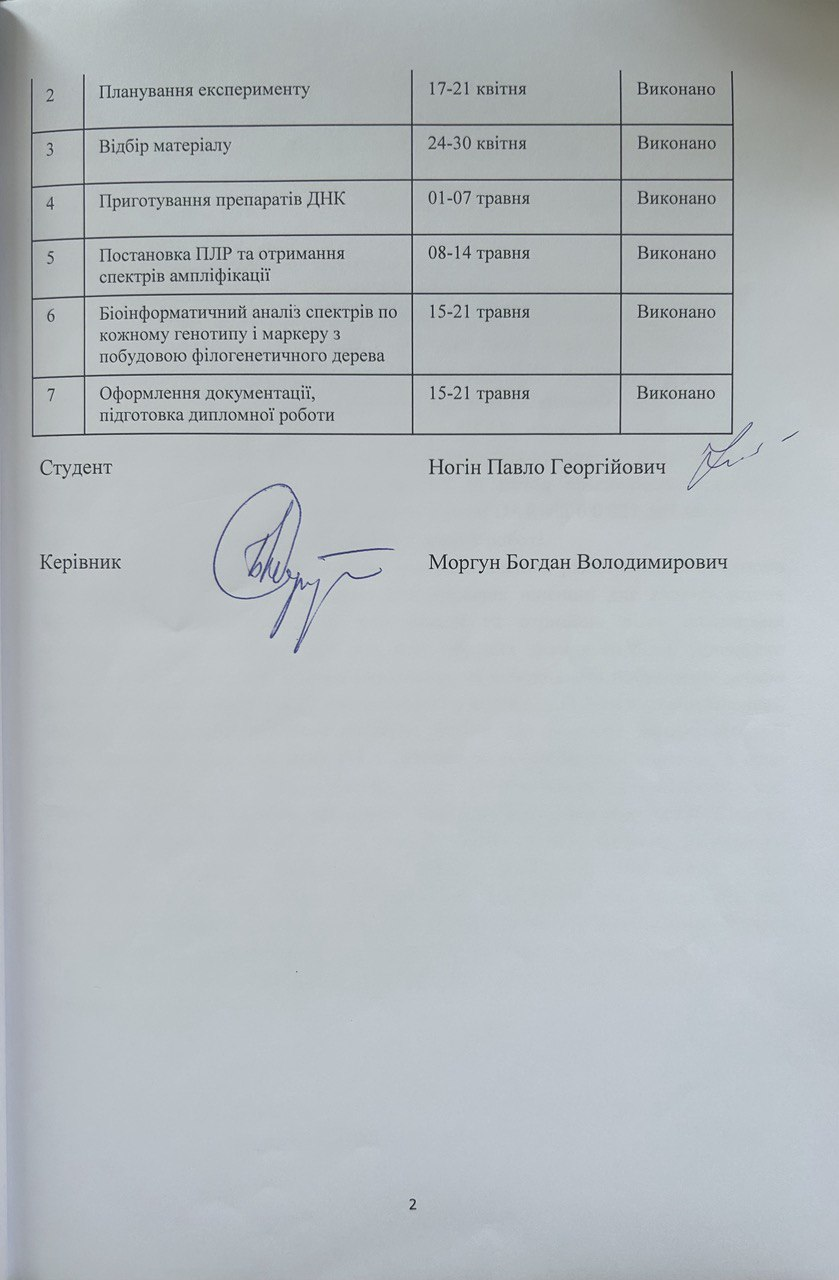 2 Планування експерименту 17-21 квітня Виконано
3 Відбір матеріалу 24-30 квітня Виконано
4 Приготування препаратів ДНК 01-07 травня Виконано
5 Постановка ПЛР та отримання 08-14 травня Виконано
спектрів ампліфікації
6 Біоінформатичний аналіз спектрів по 15-21 травня Виконано
кожному генотипу і маркеру з
побудовою філогенетичного дерева
7 Оформлення документації, 15-21 травня Виконано
підготовка дипломної роботи
Студент Ногін Павло Георгійович
Керівник Моргун Богдан Володимирович
2